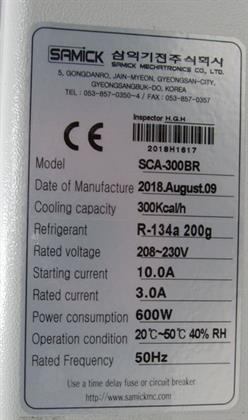 SAMICK 삼익기전주식회사
SAMICK MECHATRONICS CO., LTD.
5, GONGDANRO, JAIN-MYEON, GYEONGSAN-CITY,
GYEONGSANGBUK-DO, KOREA
TEL : 053-857-0350~4 / FAX : 053-857-0357
CE
Inspector H.G.H
2018H1617
Model SCA-300BR
Date of Manufacture 2018.August.09
Cooling capacity 300Kcal/h
Refrigerant R-134a 200g
Rated voltage 208~230V
Starting current 10.0A
Rated current 3.0A
Power consumption 600W
Operation condition 20℃~50℃ 40% RH
Rated Frequency 50Hz
Use a time delay fuse or circuit breaker
http://www.samickmc.com